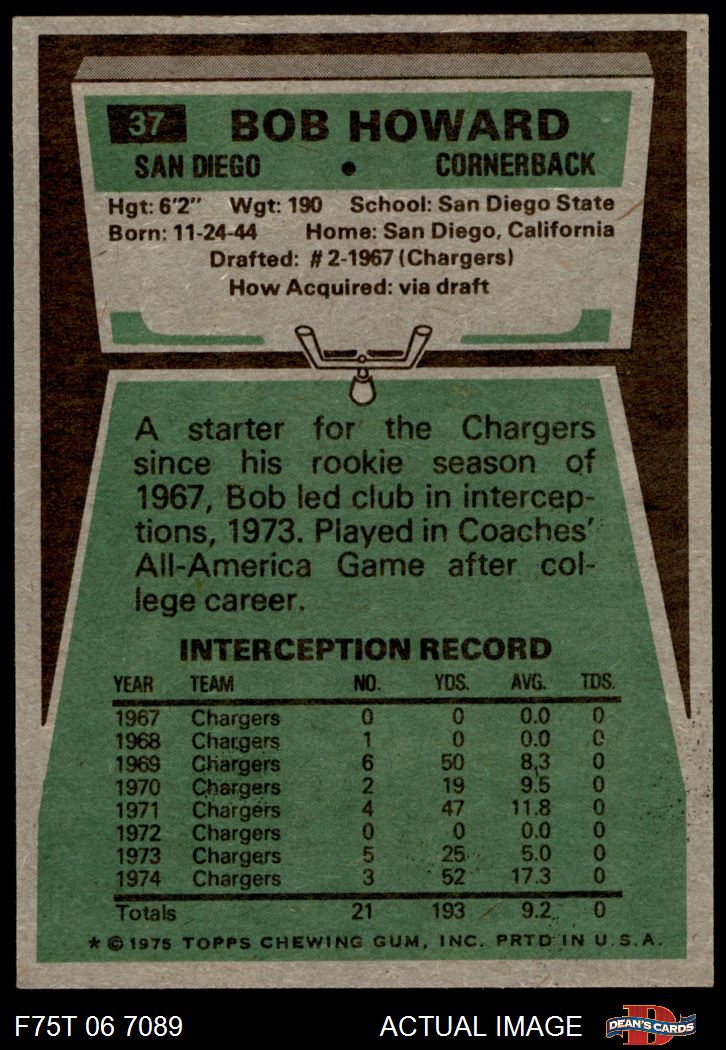 37 BOB HOWARD
SAN DIEGO • CORNERBACK
Hgt: 6'2" Wgt: 190 School: San Diego State
Born: 11-24-44 Home: San Diego, California
Drafted: #2-1967 (Chargers)
How Acquired: via draft
A starter for the Chargers
since his rookie season of
1967, Bob led club in intercep-
tions, 1973. Played in Coaches'
All-America Game after col-
lege career.
INTERCEPTION RECORD
YEAR TEAM NO. YDS. AVG. TDS.
1967 Chargers 0 0 0.0 0
1968 Chargers 1 0 0.0 0
1969 Chargers 6 50 8.3 0
1970 Chargers 2 19 9.5 0
1971 Chargers 4 47 11.8 0
1972 Chargers 0 0 0.0 0
1973 Chargers 5 25 5.0 0
1974 Chargers 3 52 17.3 0
Totals 21 193 9.2 0
* © 1975 TOPPS CHEWING GUM, INC. PRTD IN U.S.A.
F75T 06 7089 ACTUAL IMAGE DEAN'S CARDS